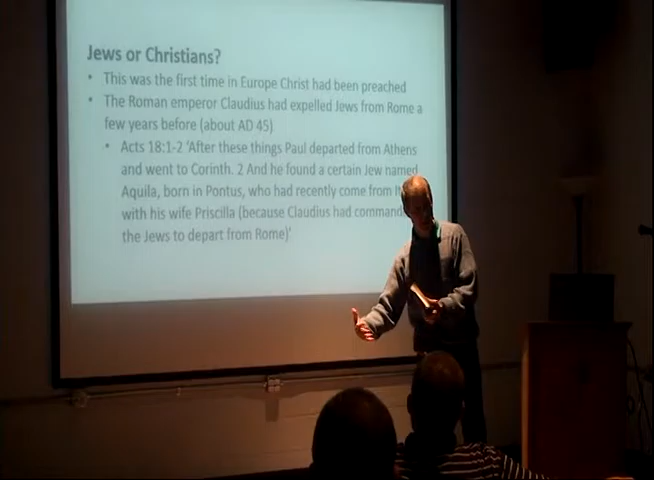 Jews or Christians?
• This was the first time in Europe Christ had been preached
• The Roman emperor Claudius had expelled Jews from Rome a
few years before (about AD 45)
• Acts 18:1-2 'After these things Paul departed from Athens
and went to Corinth. 2 And he found a certain Jew named
Aquila, born in Pontus, who had recently come from
with his wife Priscilla (because Claudius had
the Jews to depart from Rome)'